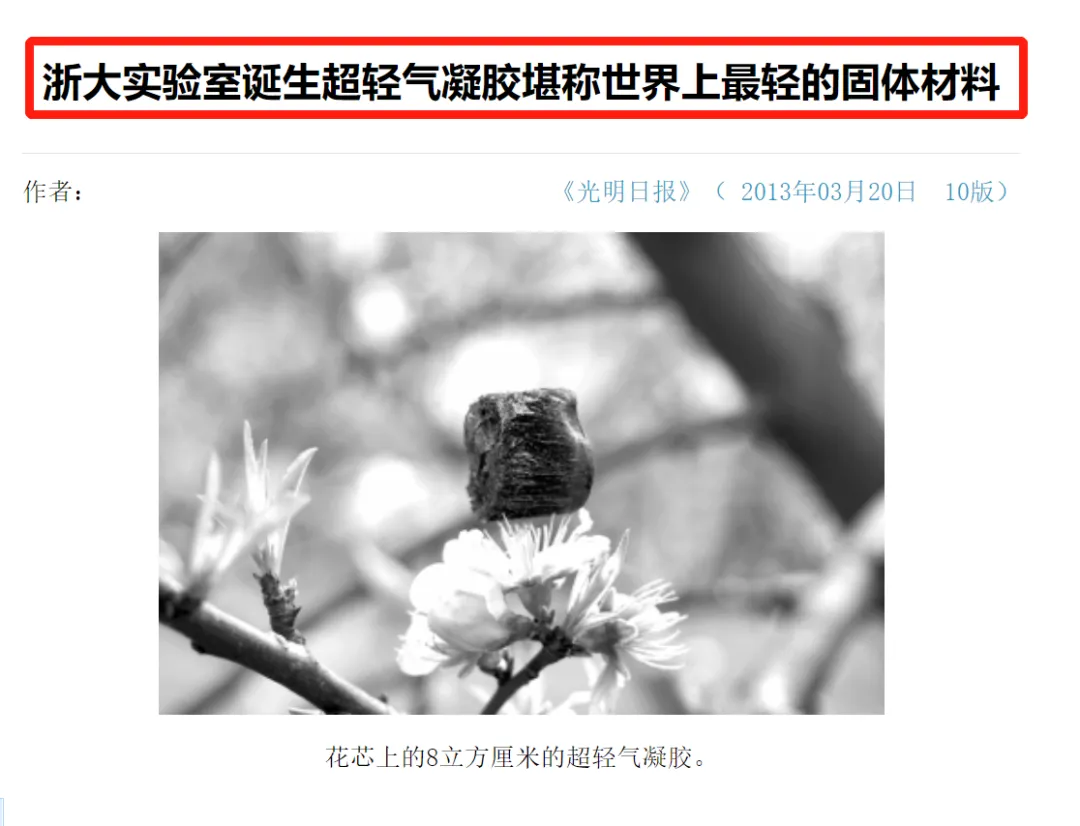 浙大实验室诞生超轻气凝胶堪称世界上最轻的固体材料
作者：
《光明日报》（ 2013年03月20日 10版）
花芯上的8立方厘米的超轻气凝胶。